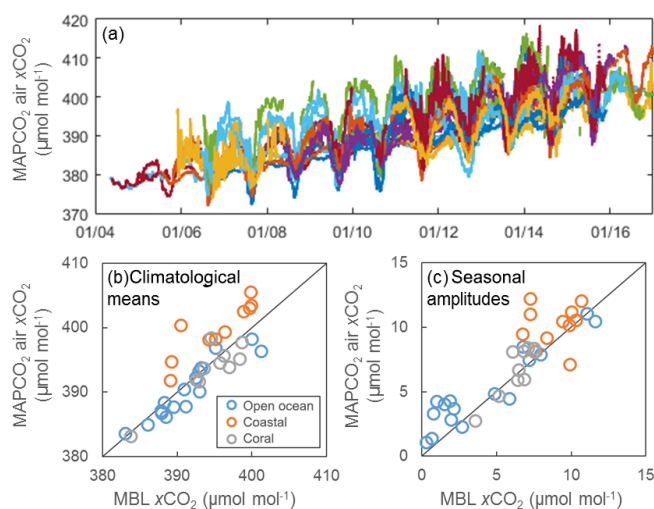 (a)
MAPCO2 air xCO2
(µmol mol-1)
420
410
400
390
380
370
01/04
01/06
01/08
01/10
01/12
01/14
01/16
(b) Climatological
means
MAPCO2 air xCO2
(µmol mol-1)
410
400
390
380
Open ocean
Coastal
Coral
380
390
400
410
MBL xCO2 (µmol mol-1)
(c) Seasonal
amplitudes
MAPCO2 air xCO2
(µmol mol-1)
15
10
5
0
0
5
10
15
MBL xCO2 (µmol mol-1)